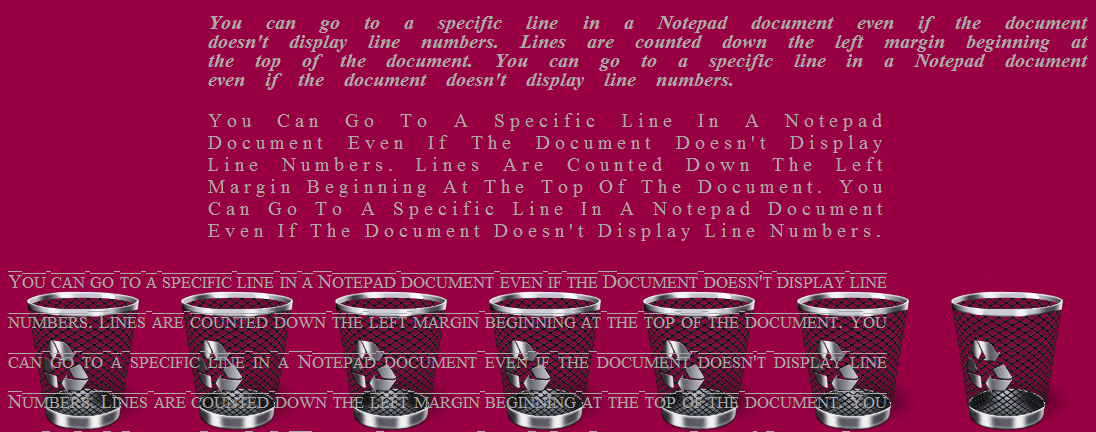 You can go to a specific line in a Notepad document even if the document
doesn't display line numbers. Lines are counted down the left margin beginning at
the top of the document. You can go to a specific line in a Notepad document
even if the document doesn't display line numbers.
You Can Go To A Specific Line In A Notepad
Document Even If The Document Doesn't Display
Line Numbers. Lines Are Counted Down The Left
Margin Beginning At The Top Of The Document. You
Can Go To A Specific Line In A Notepad Document
Even If The Document Doesn't Display Line Numbers.
You can go to a specific line in a Notepad document even if the Document doesn't display line
numbers. Lines are counted down the left margin beginning at the top of the document. You
can go to a specific line in a Notepad document even if the document doesn't display line
Numbers. Lines are counted down the left margin beginning at the top of the document. You